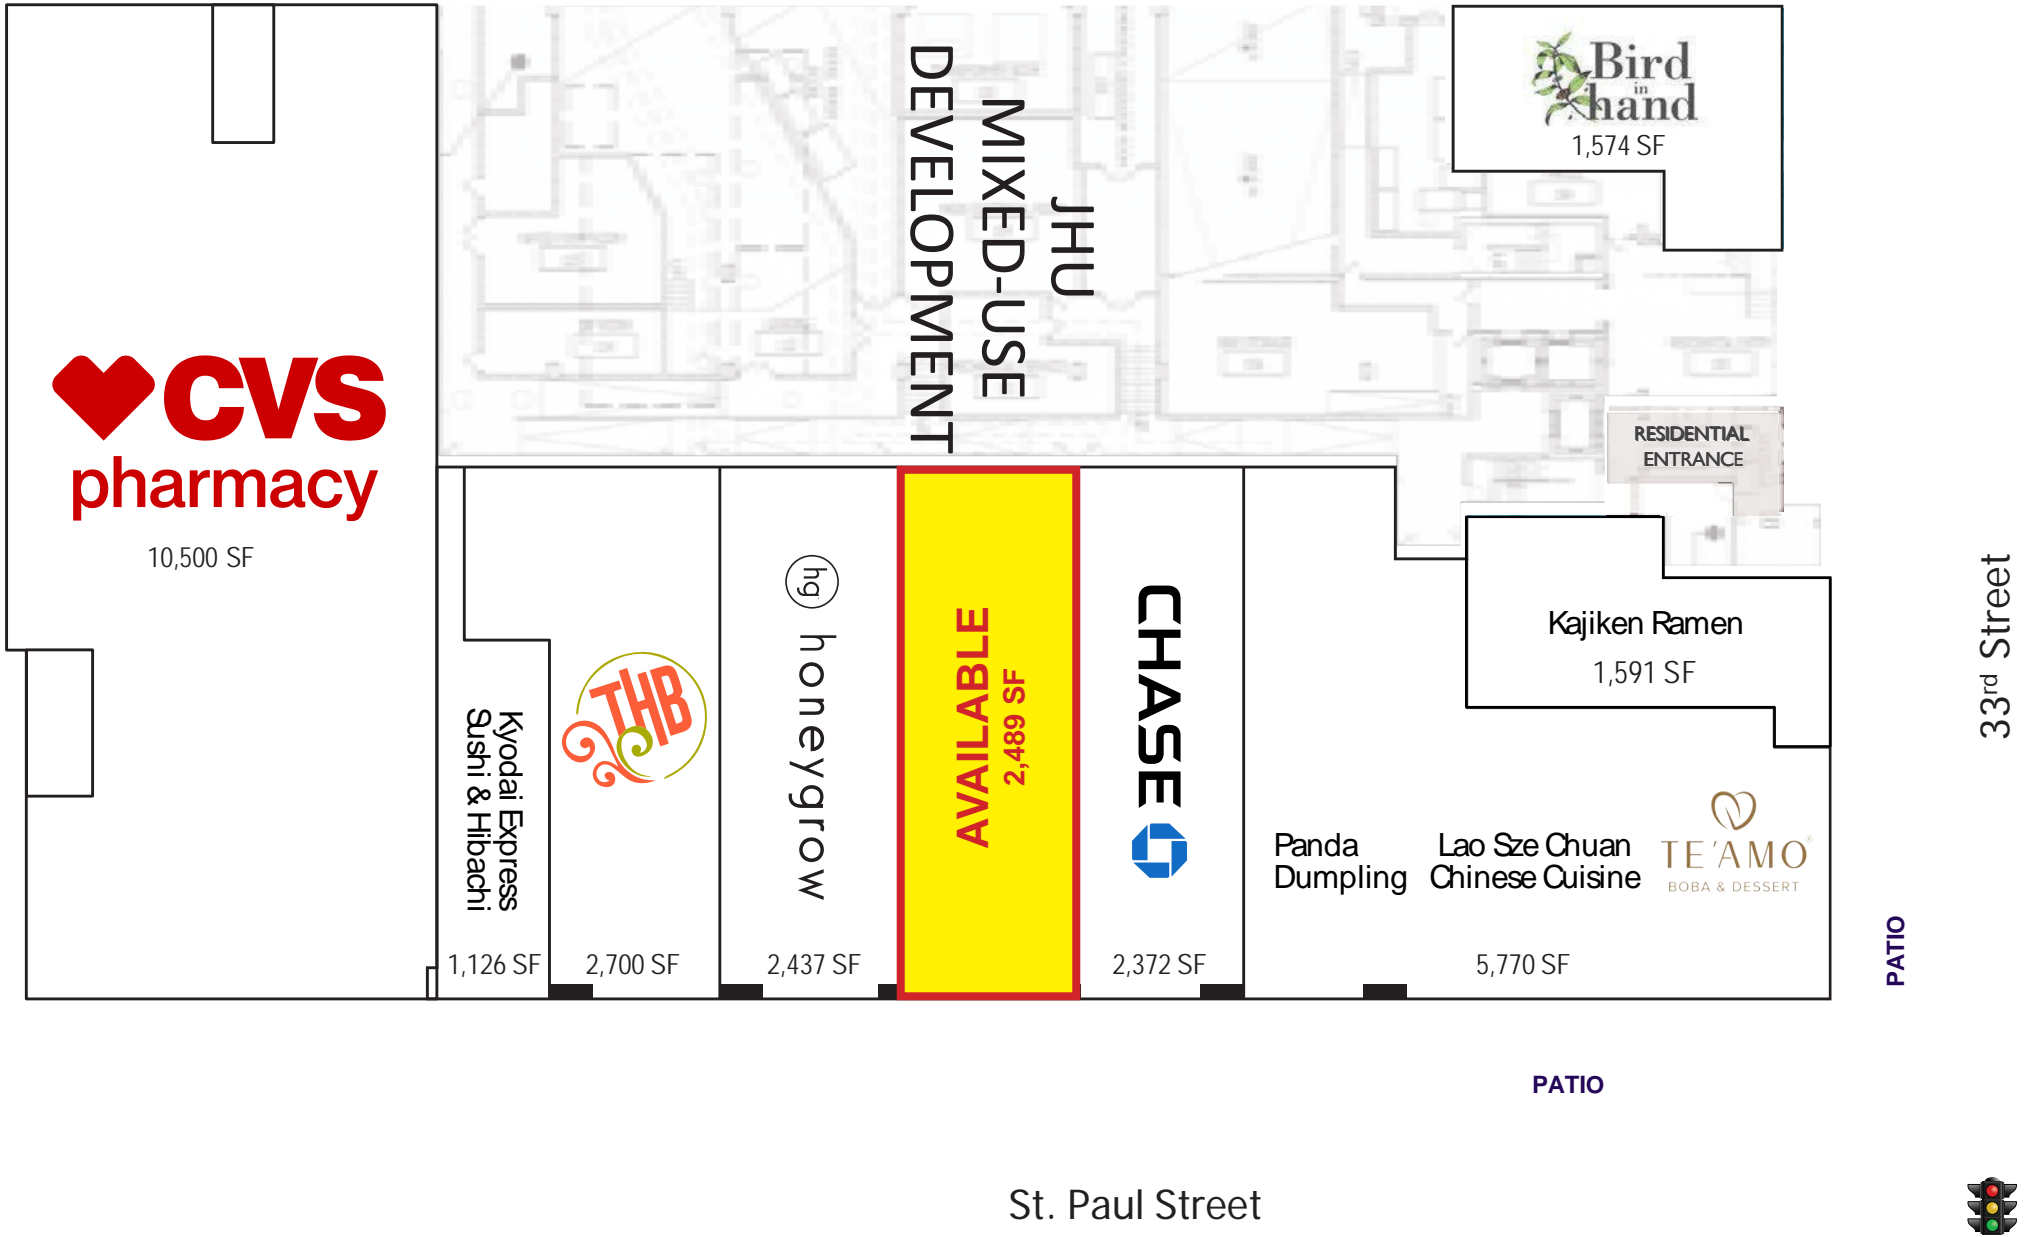 JHU
MIXED-USE
DEVELOPMENT
Bird
in
hand
1,574 SF
CVS
pharmacy
10,500 SF
RESIDENTIAL
ENTRANCE
Kyodai Express
Sushi & Hibachi
1,126 SF
THB
2,700 SF
hg
honeygrow
2,437 SF
AVAILABLE
2,489 SF
CHASE
2,372 SF
Kajiken Ramen
1,591 SF
Panda
Dumpling
Lao Sze Chuan
Chinese Cuisine
TE'AMO®
BOBA & DESSERT
5,770 SF
33rd Street
PATIO
PATIO
St. Paul Street